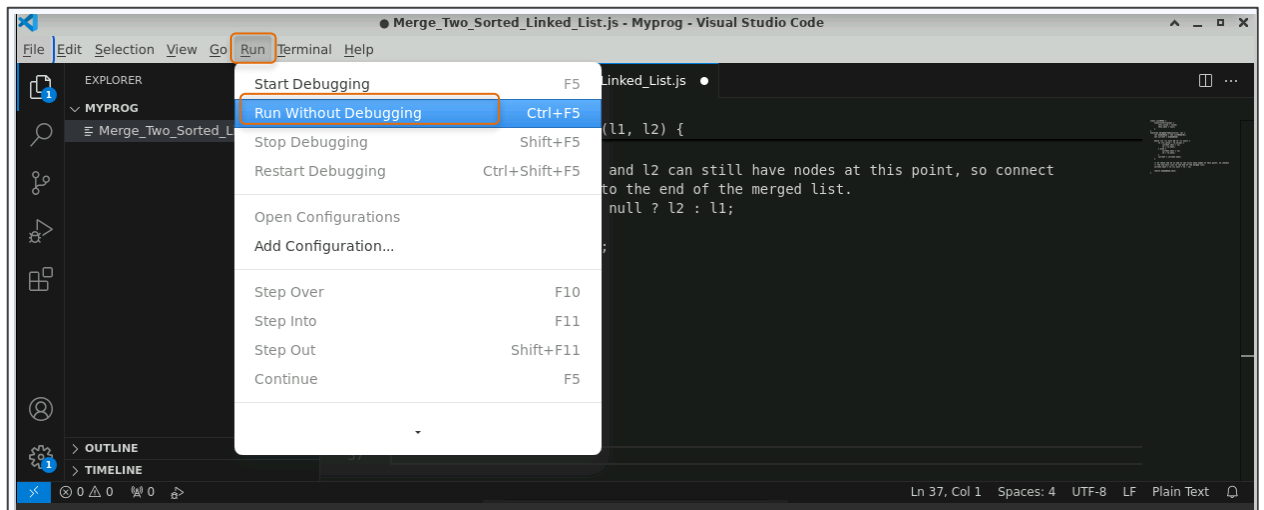 ● Merge_Two_Sorted_Linked_List.js - Myprog - Visual Studio Code
File Edit Selection View Go Run Terminal Help
EXPLORER
MYPROG
Merge_Two_Sorted_L
1
Start Debugging F5
Run Without Debugging Ctrl+F5
Stop Debugging Shift+F5
Restart Debugging Ctrl+Shift+F5
Open Configurations
Add Configuration...
Step Over F10
Step Into F11
Step Out Shift+F11
Continue F5
Linked_List.js ●
(l1, l2) {
and l2 can still have nodes at this point, so connect
to the end of the merged list.
null ? l2 : l1;
;
37
OUTLINE
1
TIMELINE
0 0 0 Ln 37, Col 1 Spaces: 4 UTF-8 LF Plain Text